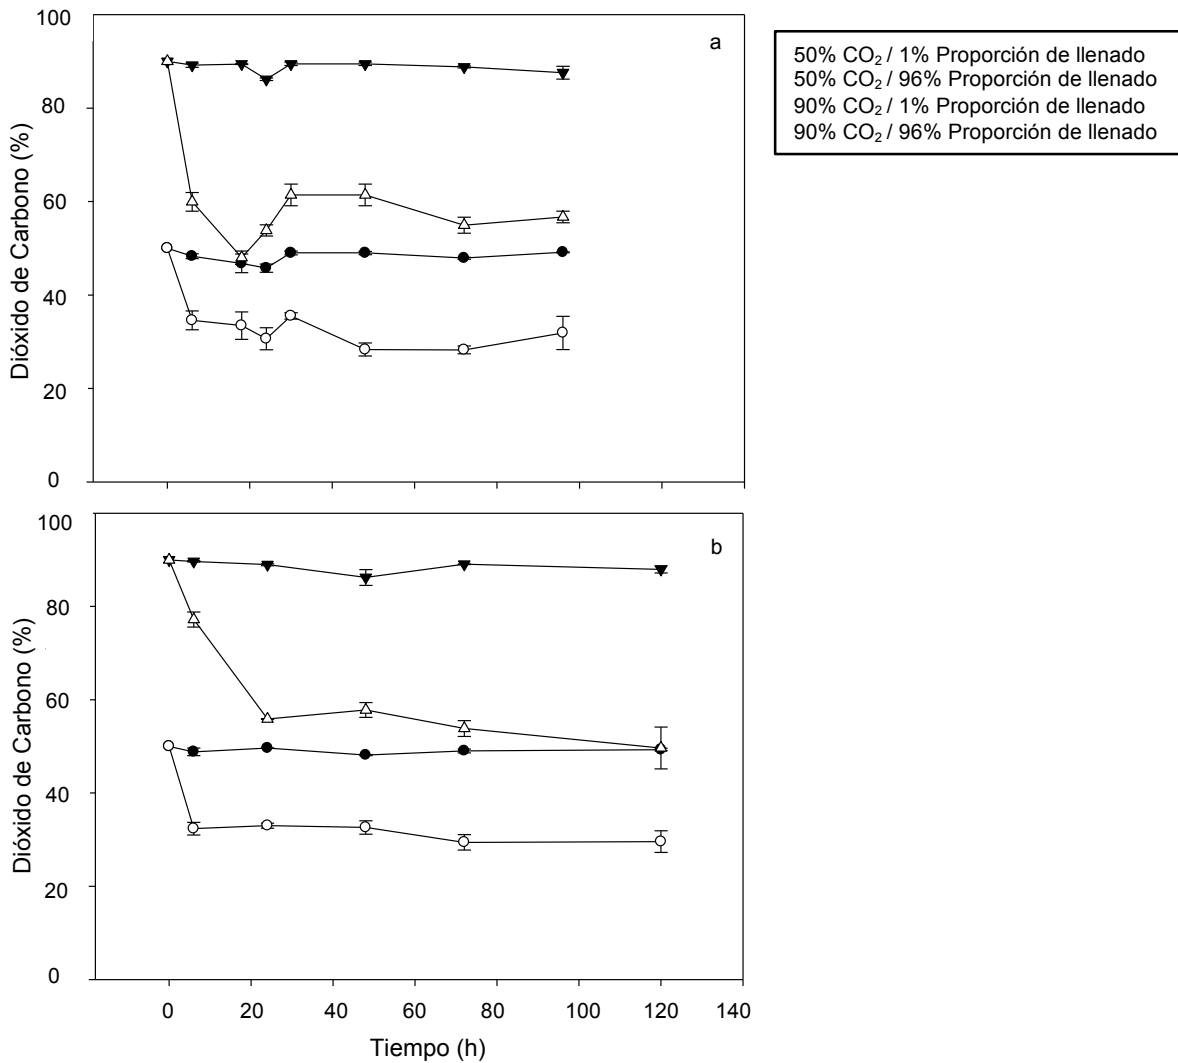 100
80
60
40
20
0
Dióxido de Carbono (%)
a
50% CO₂ / 1% Proporción de llenado
50% CO₂ / 96% Proporción de llenado
90% CO₂ / 1% Proporción de llenado
90% CO₂ / 96% Proporción de llenado
100
80
60
40
20
0
Dióxido de Carbono (%)
b
0 20 40 60 80 100 120 140
Tiempo (h)